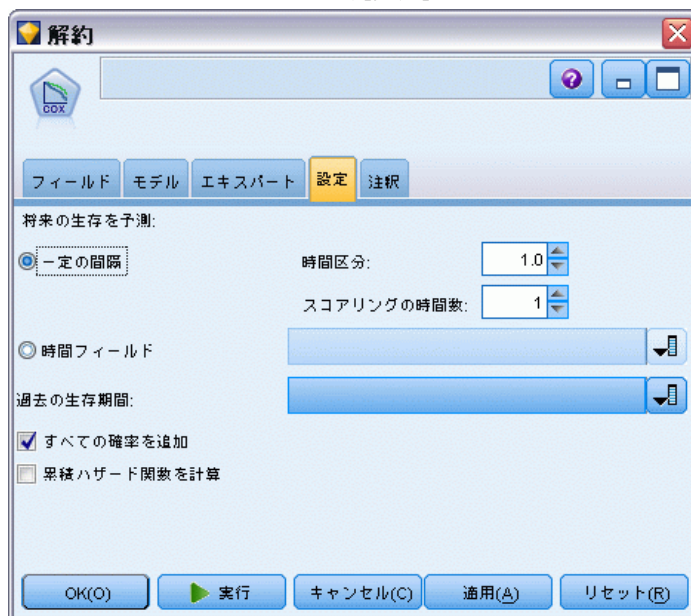 解約
COX
フィールド モデル エキスパート 設定 注釈
将来の生存を予測:
一定の間隔 時間区分: 1.0
スコアリングの時間数: 1
時間フィールド
過去の生存期間:
すべての確率を追加
累積ハザード関数を計算
OK(O) 実行 キャンセル(C) 適用(A) リセット(R)